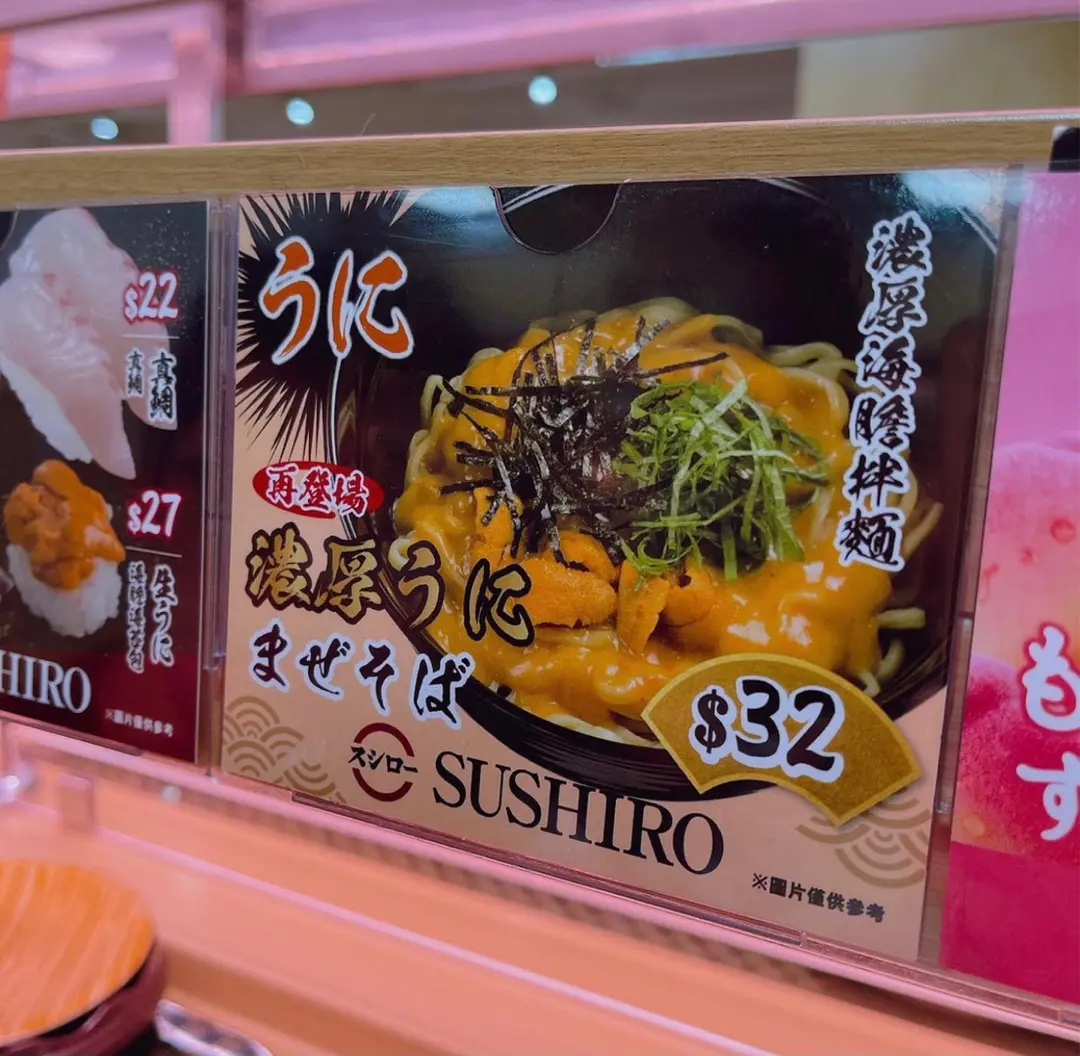 $22
真鯛
真鯛
$27
生うに
HIRO
※圖片僅供參考
うに
再登場
濃厚うに
まぜそば
濃厚海膽拌麵
$32
スシロー
SUSHIRO
※圖片僅供參考
も
す